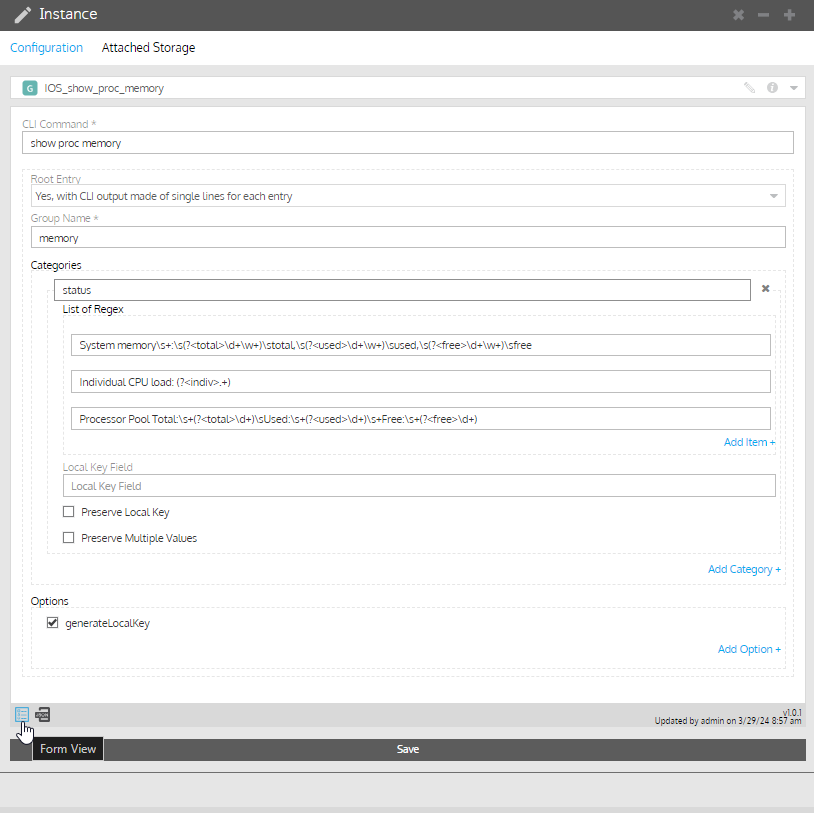 Instance
Configuration Attached Storage
G IOS_show_proc_memory
CLI Command *
show proc memory
Root Entry
Yes, with CLI output made of single lines for each entry
Group Name *
memory
Categories
status
List of Regex
System memory\s+:\s(?<total>\d+\w+)\stotal,\s(?<used>\d+\w+)\sused,\s(?<free>\d+\w+)\sfree
Individual CPU load: (?<indiv>.+)
Processor Pool Total:\s+(?<total>\d+)\sUsed:\s+(?<used>\d+)\s+Free:\s+(?<free>\d+)
Add Item +
Local Key Field
Local Key Field
Preserve Local Key
Preserve Multiple Values
Add Category +
Options
generateLocalKey
Add Option +
JSON
v1.0.1
Updated by admin on 3/29/24 8:57 am
Form View
Save